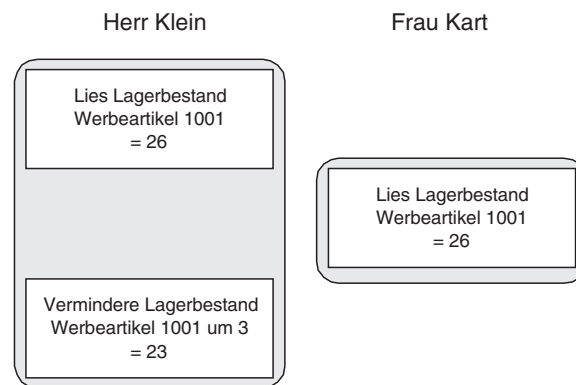 Herr Klein
Frau Kart
Lies Lagerbestand
Werbeartikel 1001
= 26
Lies Lagerbestand
Werbeartikel 1001
= 26
Vermindere Lagerbestand
Werbeartikel 1001 um 3
= 23